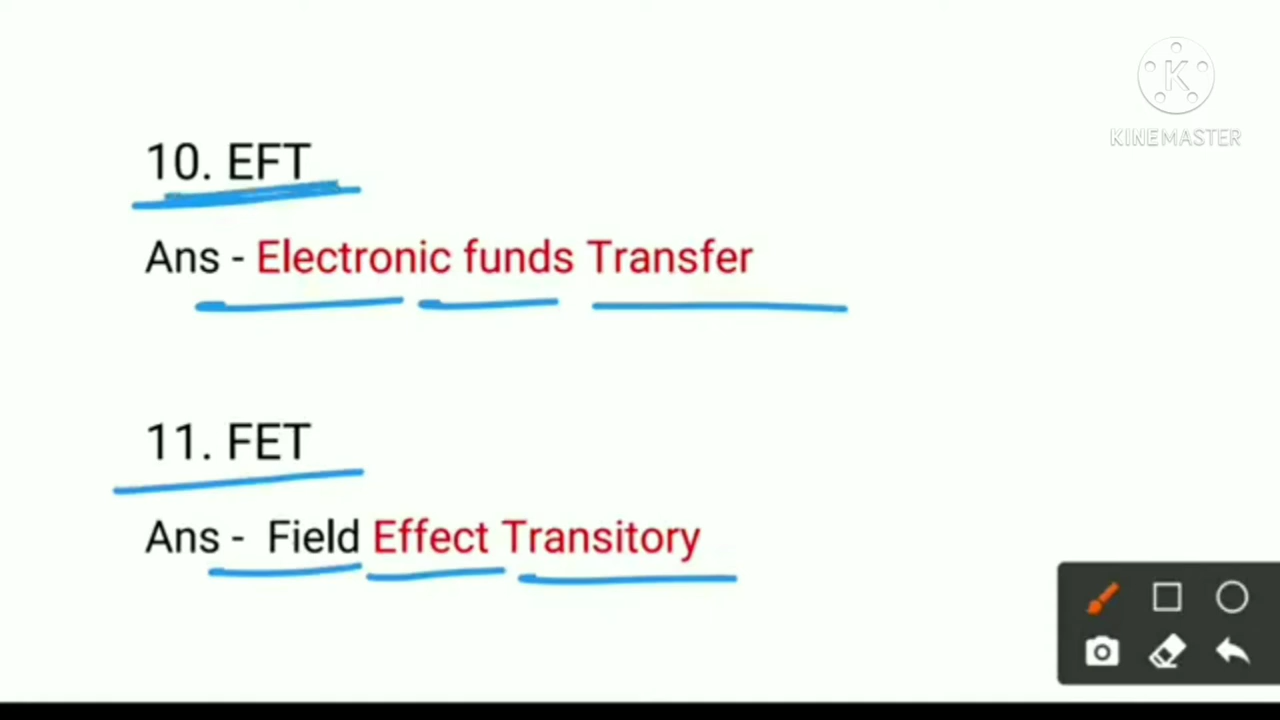 K
KINEMASTER
10. EFT
Ans - Electronic funds Transfer
11. FET
Ans - Field Effect Transitory